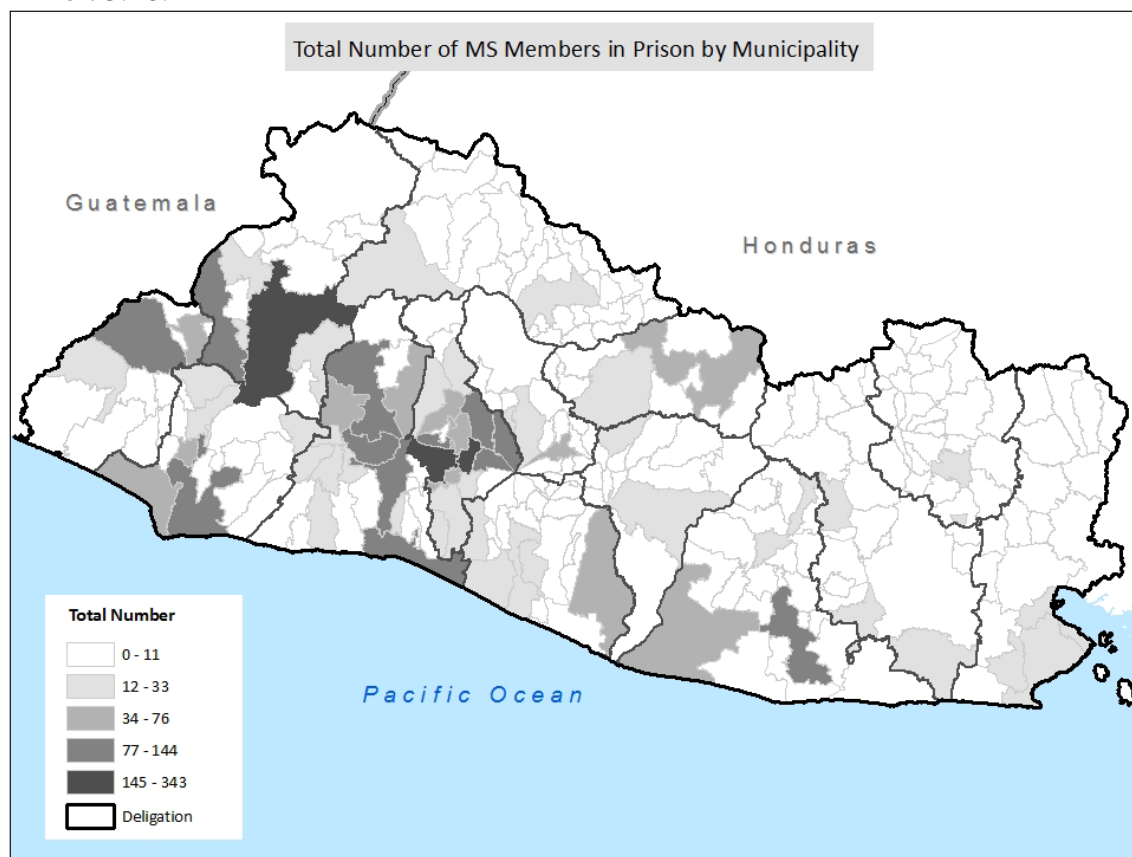 Total Number of MS Members in Prison by Municipality
Guatemala
Honduras
Pacific Ocean
Total Number
0 - 11
12 - 33
34 - 76
77 - 144
145 - 343
Deligation